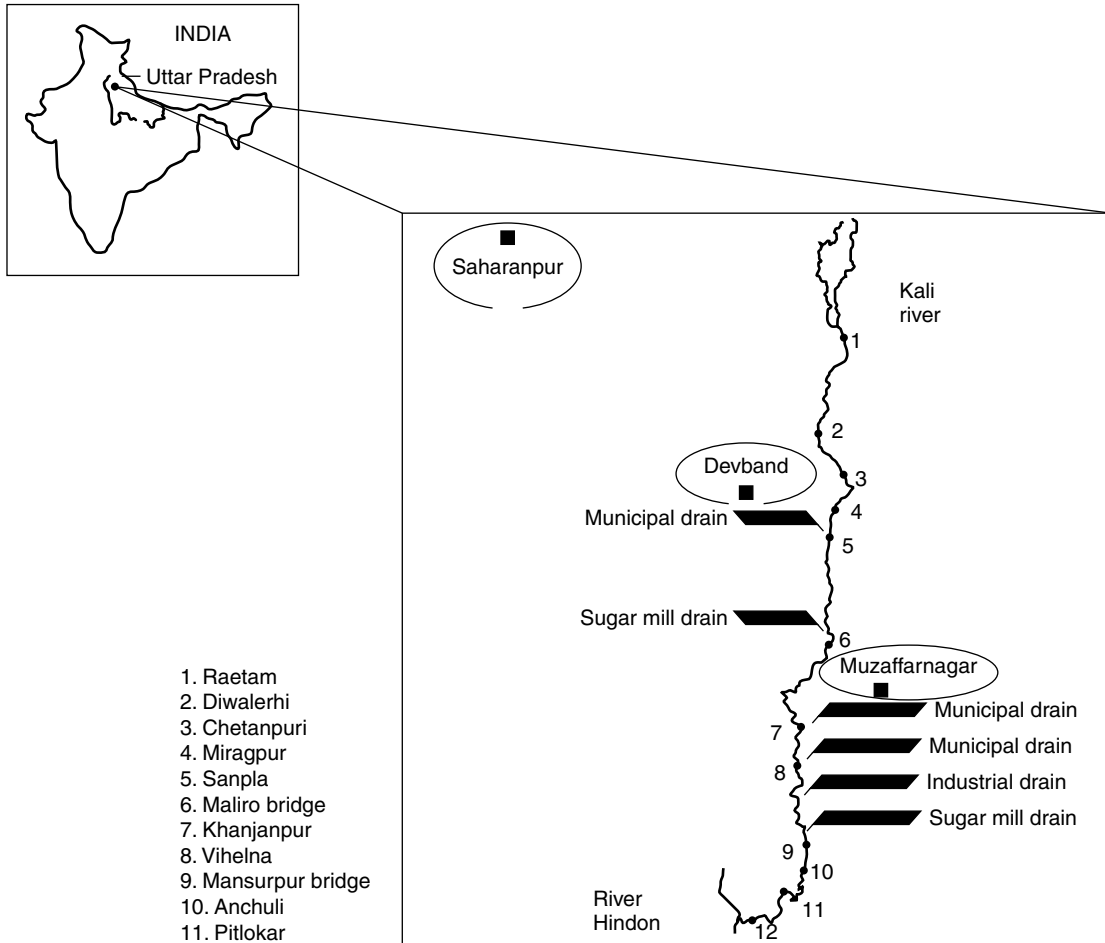 INDIA
Uttar Pradesh
Saharanpur
Kali
river
1
2
Devband
3
Municipal drain
4
5
Sugar mill drain
6
Muzaffarnagar
Municipal drain
7
Municipal drain
8
Industrial drain
Sugar mill drain
9
10
River
Hindon
11
12
1. Raetam
2. Diwalerhi
3. Chetanpuri
4. Miragpur
5. Sanpla
6. Maliro bridge
7. Khanjanpur
8. Vihelna
9. Mansurpur bridge
10. Anchuli
11. Pitlokar